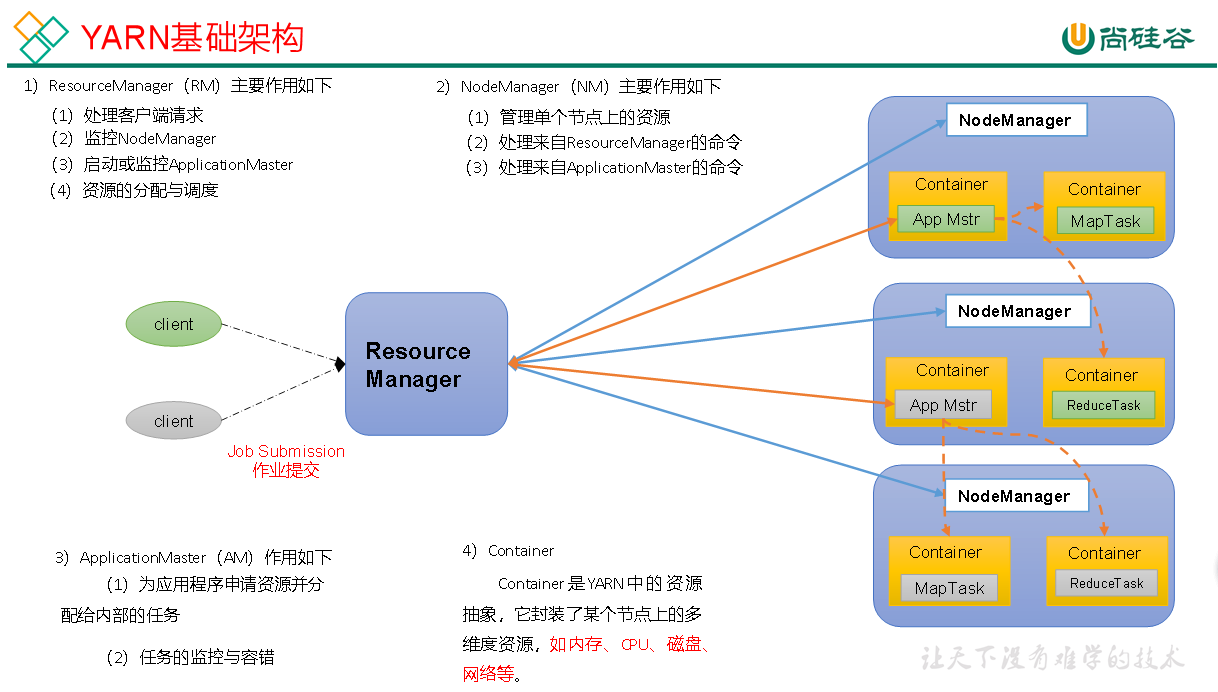 YARN基础架构
尚硅谷
1）ResourceManager（RM）主要作用如下
（1）处理客户端请求
（2）监控NodeManager
（3）启动或监控ApplicationMaster
（4）资源的分配与调度
2）NodeManager（NM）主要作用如下
（1）管理单个节点上的资源
（2）处理来自ResourceManager的命令
（3）处理来自ApplicationMaster的命令
client
client
Job Submission
作业提交
Resource
Manager
NodeManager
Container
App Mstr
Container
MapTask
NodeManager
Container
App Mstr
Container
ReduceTask
NodeManager
Container
MapTask
Container
ReduceTask
3）ApplicationMaster（AM）作用如下
（1）为应用程序申请资源并分
配给内部的任务
（2）任务的监控与容错
4）Container
Container是YARN中的资源
抽象，它封装了某个节点上的多
维度资源，如内存、CPU、磁盘、
网络等。
让天下没有难学的技术